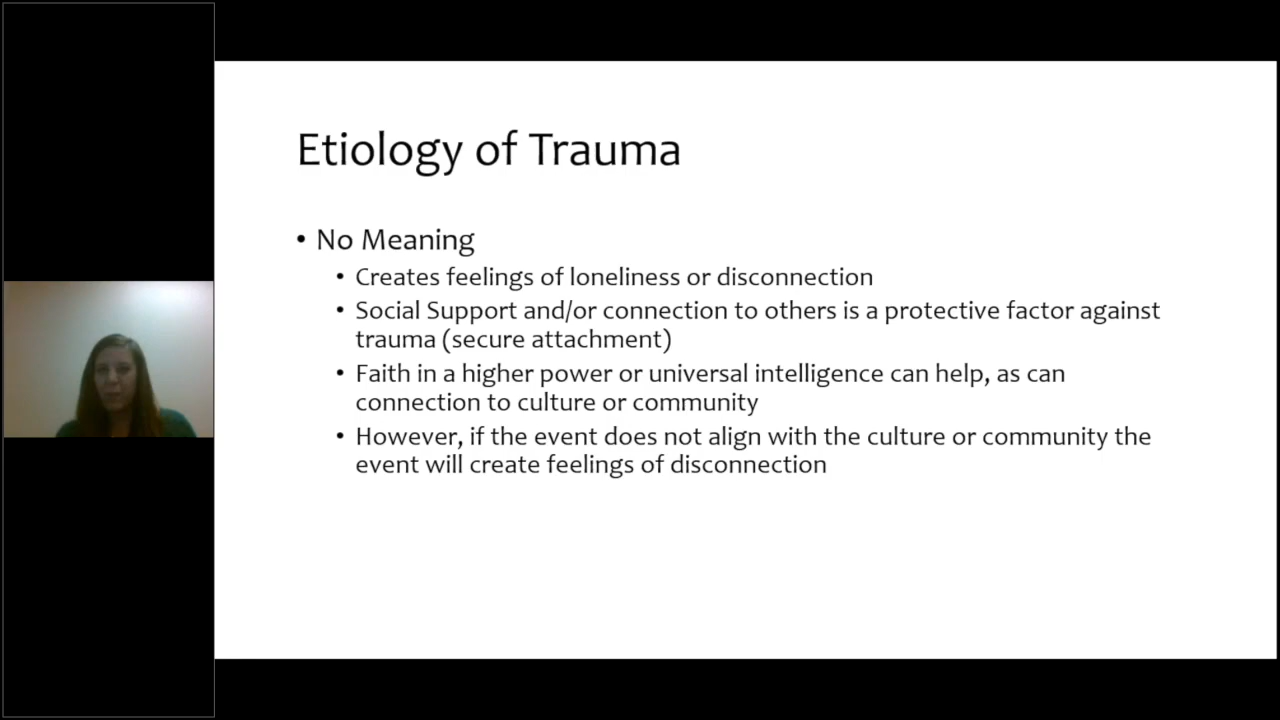 Etiology of Trauma
• No Meaning
• Creates feelings of loneliness or disconnection
• Social Support and/or connection to others is a protective factor against
trauma (secure attachment)
• Faith in a higher power or universal intelligence can help, as can
connection to culture or community
• However, if the event does not align with the culture or community the
event will create feelings of disconnection